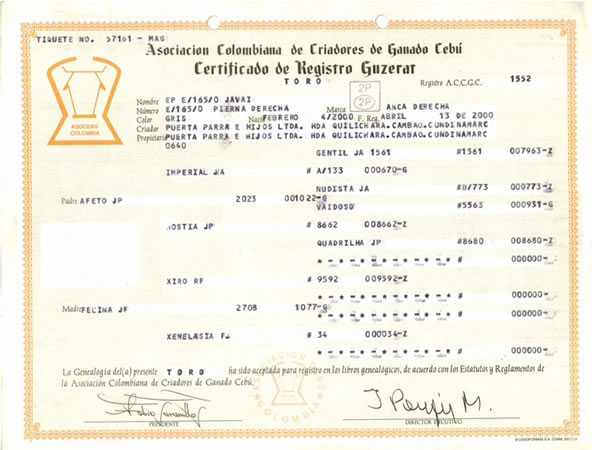 TIQUETE NO. 57161 - MAG
Asociacion Colombiana de Criadores de Ganado Cebú
Certificado de Registro Guzerat
TORO
Registro A.C.C.G.C. 1552
ASOCEBU
COLOMBIA
2P
2P
Nombre EP E/165/0 JAVAI
Número E/165/0 PIERNA DERECHA Marca ANCA DERECHA
Color GRIS Nació FEBRERO 4/2000 F. Reg. ABRIL 13 DE 2000
Criador PUERTA PARRA E HIJOS LTDA. HDA QUILICHARA.CAMBAO.CUNDINAMARC
Propietario PUERTA PARRA E HIJOS LTDA. HDA QUILICHARA.CAMBAO.CUNDINAMARC
0640
GENTIL JA 1561 #1561 007963-Z
IMPERIAL JA # A/133 000670-G
NUDISTA JA #B/773 000773-Z
Padre AFETO JP 2023 001022-G
VAIDOSO #5563 000931-G
HOSTIA JP # 8662 008662-Z
QUADRILHA JP #8680 008680-Z
# 000000-
XIRO RF # 9592 009592-Z
# 000000-
Madre FELINA JF 2708 1077-G
# 000000-
XEMELASIA # 34 000034-Z
# 000000-
La Genealogía del(a) presente TORO ha sido aceptada para registro en los libros genealógicos, de acuerdo con los Estatutos y Reglamentos de
la Asociación Colombiana de Criadores de Ganado Cebú.
ASOCIACION CEBU
COLOMBIA
PRESIDENTE
DIRECTOR EJECUTIVO